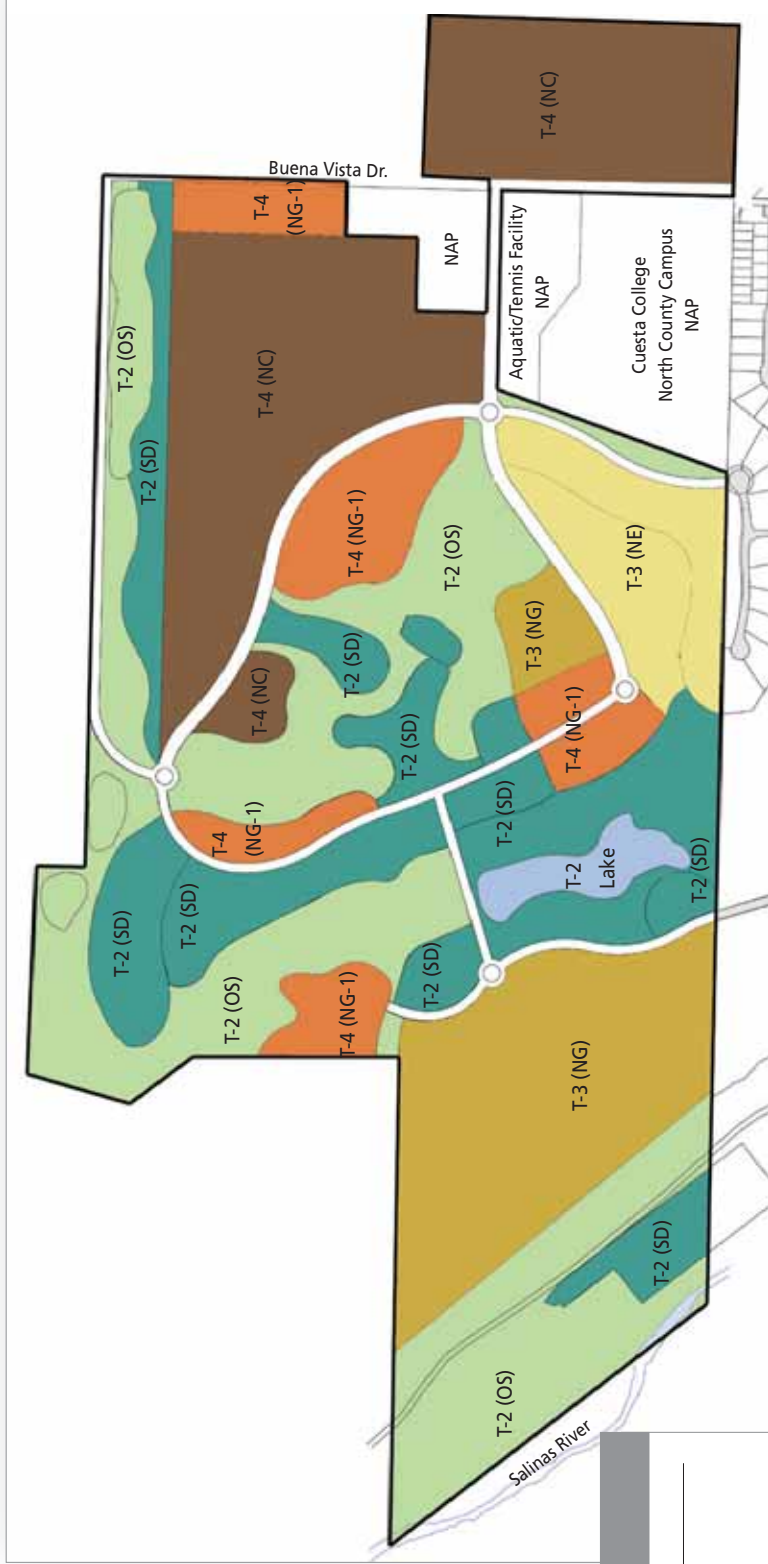 T-4 (NC)
Buena Vista Dr.
T-4
(NG-1)
NAP
Aquatic/Tennis Facility
NAP
Cuesta College
North County Campus
NAP
T-2 (OS)
T-2 (SD)
T-4 (NC)
T-4 (NG-1)
T-2 (OS)
T-3 (NE)
T-3 (NG)
T-2 (SD)
T-4 (NC)
T-4 (NG-1)
T-2 (SD)
T-4
(NG-1)
T-2 (SD)
T-2
Lake
T-2 (SD)
T-2 (SD)
T-2 (SD)
T-2 (SD)
T-2 (OS)
T-4 (NG-1)
T-3 (NG)
T-2 (SD)
T-2 (OS)
Salinas River